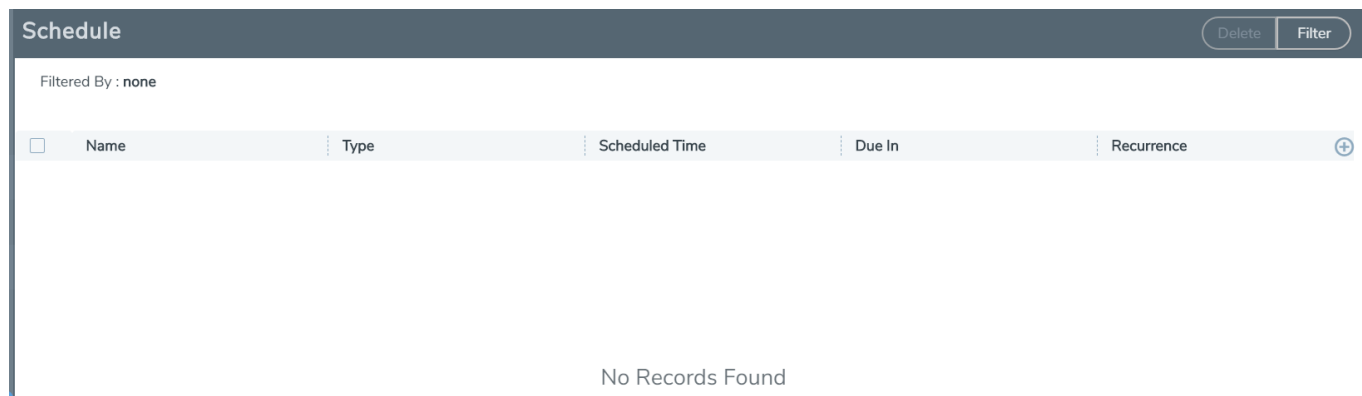 Schedule Delete Filter
Filtered By : none
Name Type Scheduled Time Due In Recurrence
No Records Found